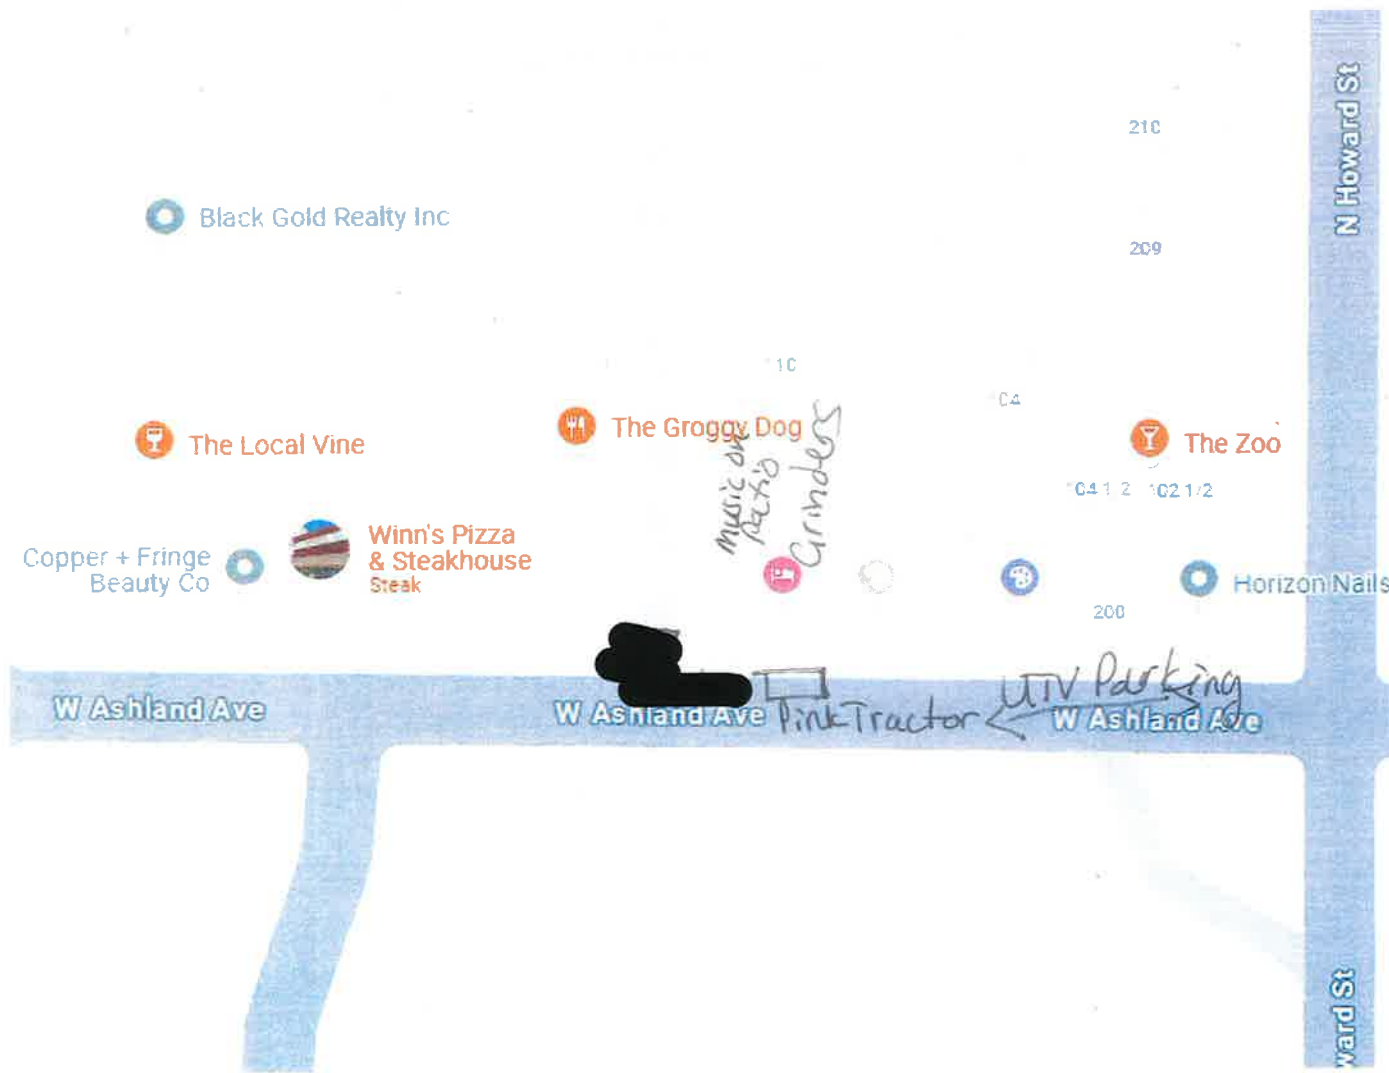 N Howard St
210
Black Gold Realty Inc
209
10
04
The Groggy Dog
The Local Vine
The Zoo
music on
Patio
Grinders
04 1 2
102 1/2
Winn's Pizza
& Steakhouse
Steak
Copper + Fringe
Beauty Co
Horizon Nails
200
UTV Parking
W Ashland Ave
W Ashland Ave
Pink Tractor
W Ashland Ave
ward St